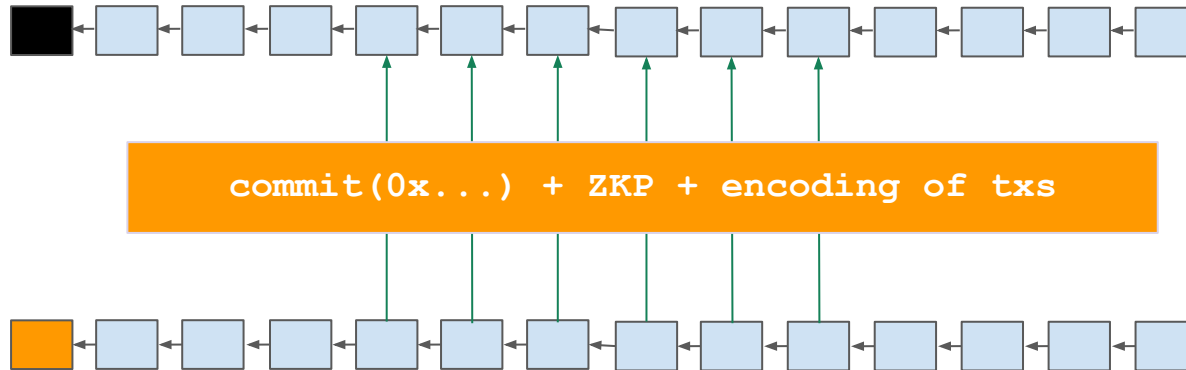 commit(0x...) + ZKP + encoding of txs